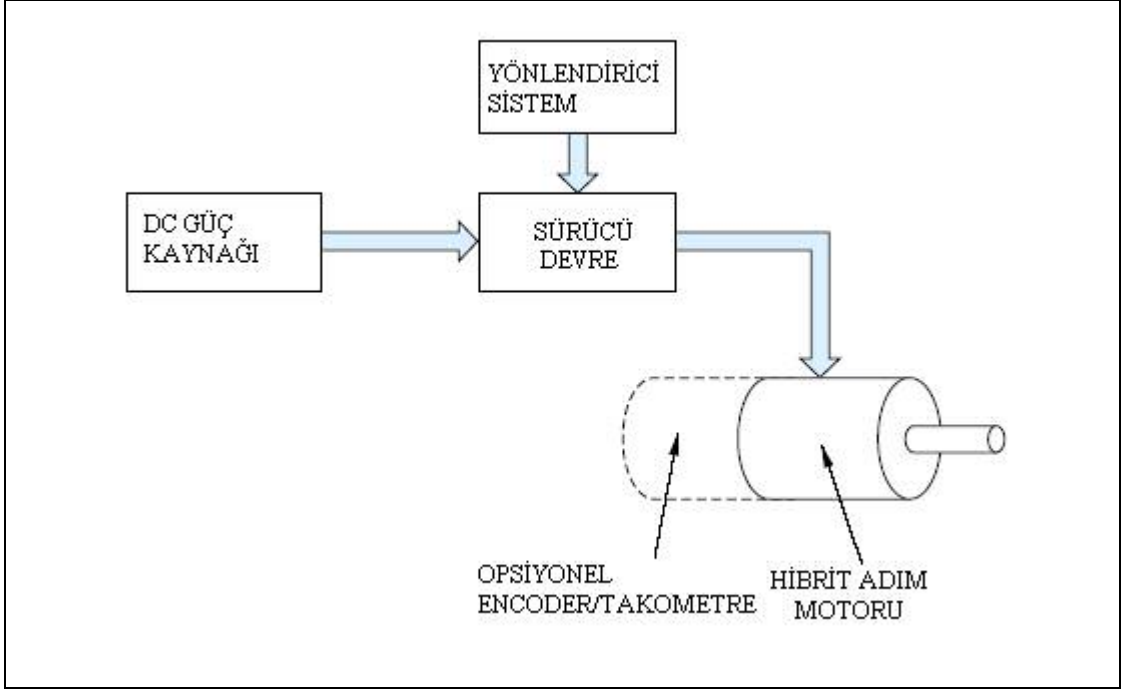 YÖNLENDİRİCİ
SİSTEM
DC GÜÇ
KAYNAĞI
SÜRÜCÜ
DEVRE
OPSİYONEL
ENCODER/TAKOMETRE
HİBRİT ADIM
MOTORU